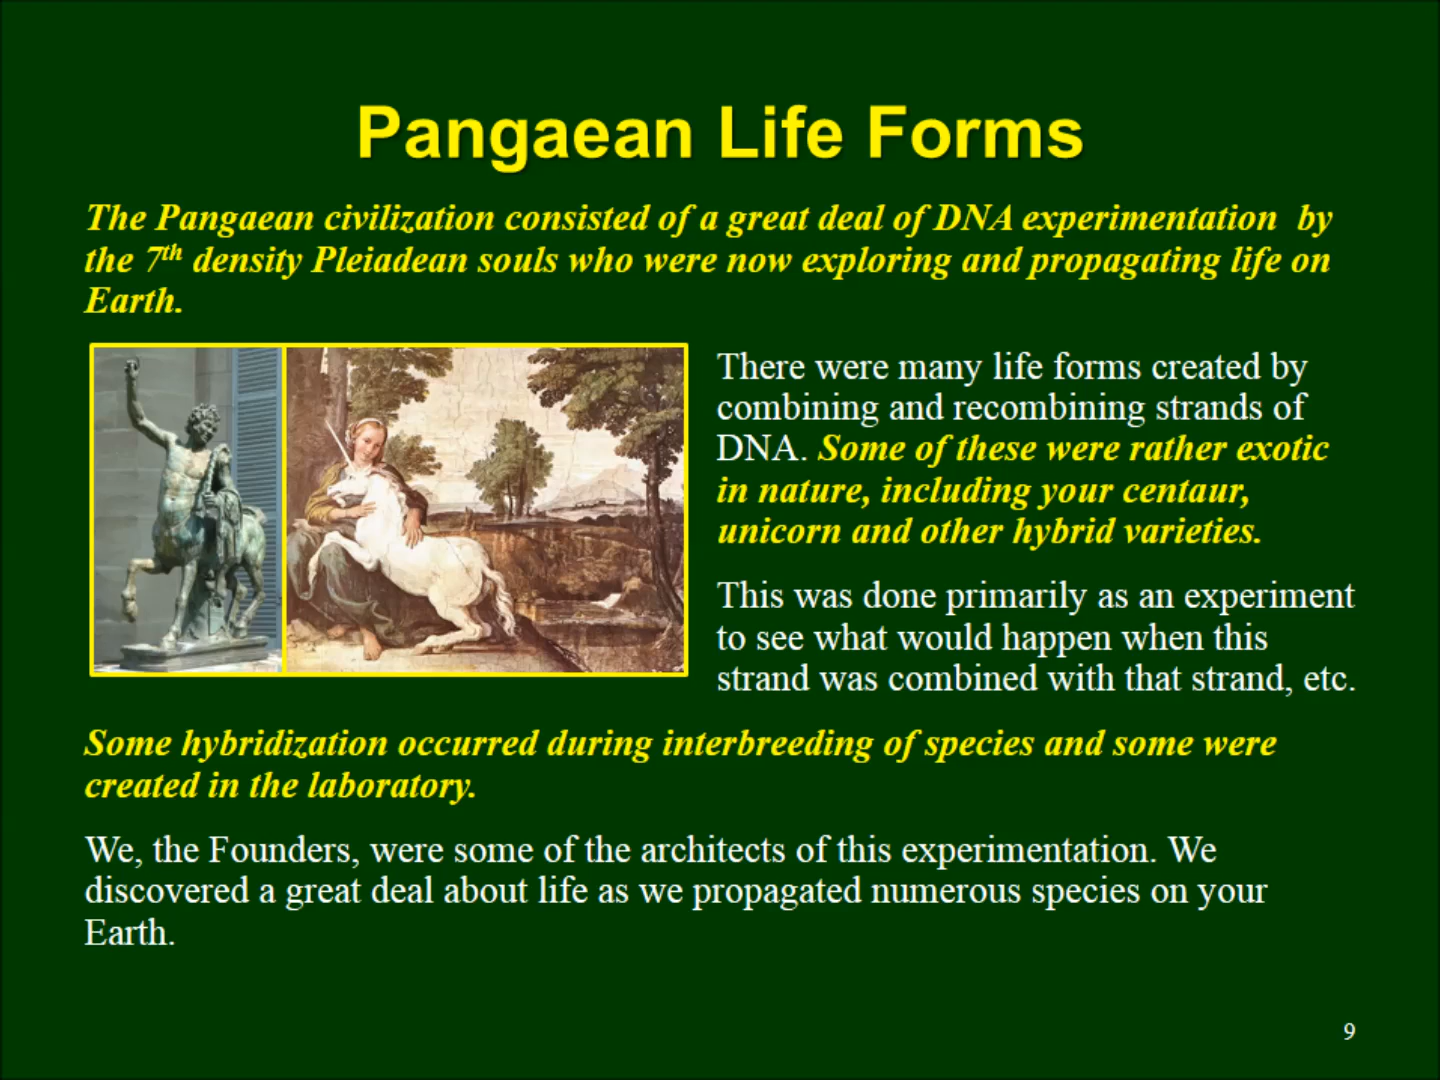 Pangaean Life Forms
The Pangaean civilization consisted of a great deal of DNA experimentation by
the 7th density Pleiadean souls who were now exploring and propagating life on
Earth.
There were many life forms created by
combining and recombining strands of
DNA. Some of these were rather exotic
in nature, including your centaur,
unicorn and other hybrid varieties.
This was done primarily as an experiment
to see what would happen when this
strand was combined with that strand, etc.
Some hybridization occurred during interbreeding of species and some were
created in the laboratory.
We, the Founders, were some of the architects of this experimentation. We
discovered a great deal about life as we propagated numerous species on your
Earth.
9